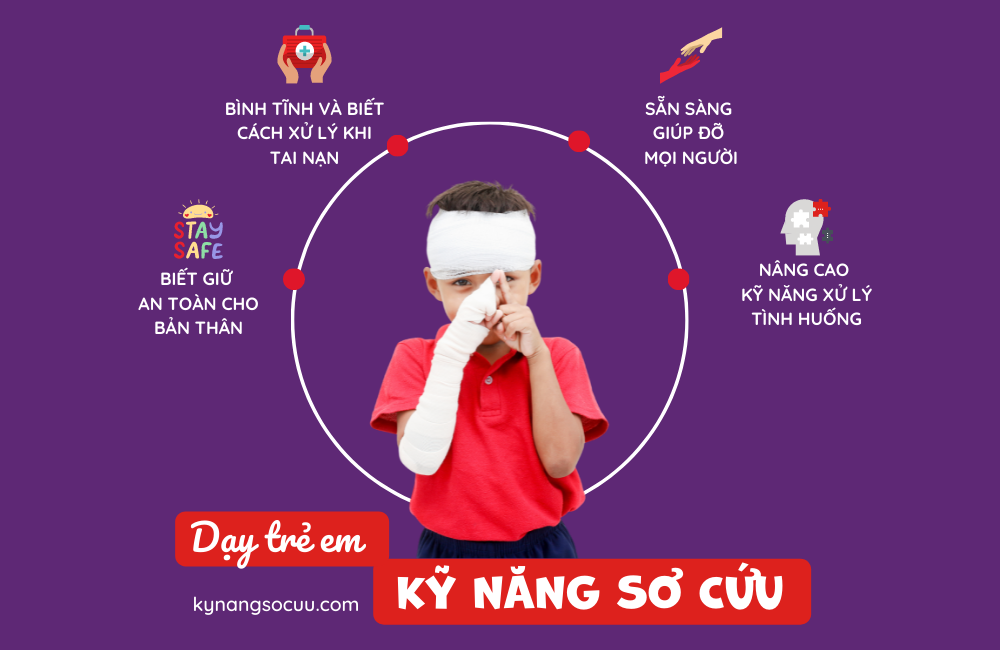 BÌNH TĨNH VÀ BIẾT
CÁCH XỬ LÝ KHI
TAI NẠN
SẴN SÀNG
GIÚP ĐỠ
MỌI NGƯỜI
STAY
SAFE
BIẾT GIỮ
AN TOÀN CHO
BẢN THÂN
NÂNG CAO
KỸ NĂNG XỬ LÝ
TÌNH HUỐNG
Dạy trẻ em
KỸ NĂNG SƠ CỨU
kynangsocuu.com